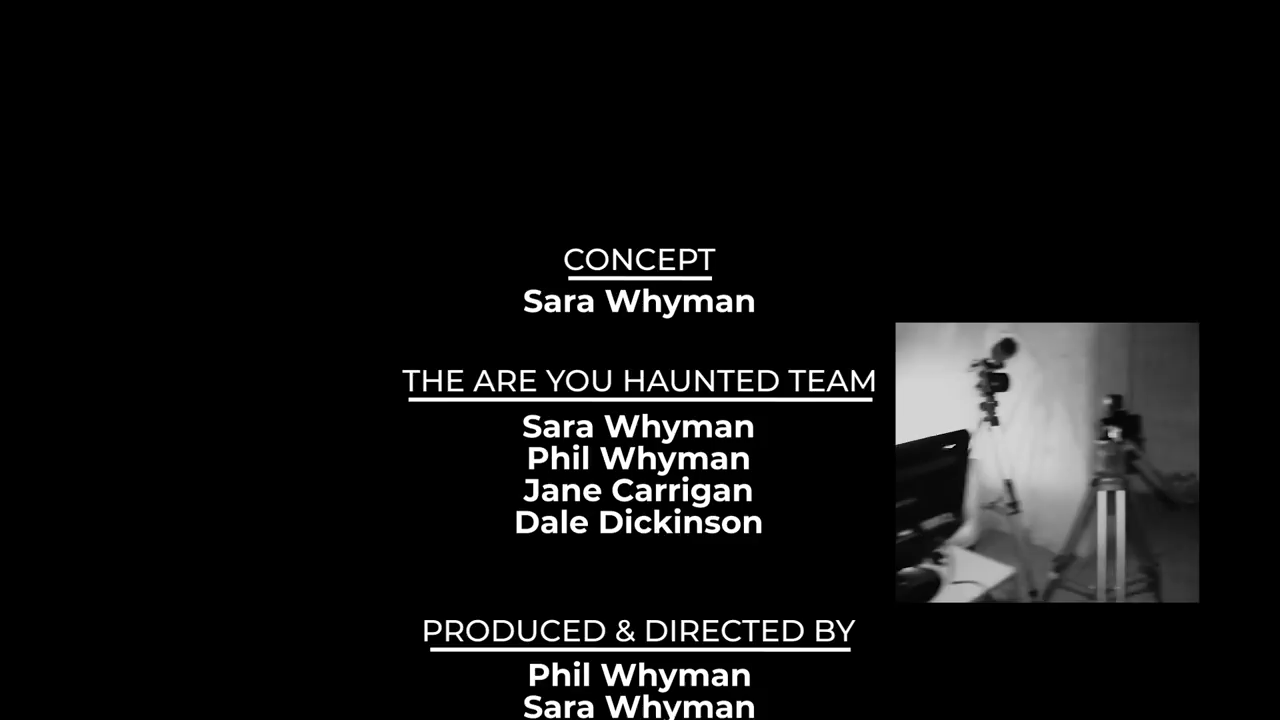 CONCEPT
Sara Whyman
THE ARE YOU HAUNTED TEAM
Sara Whyman
Phil Whyman
Jane Carrigan
Dale Dickinson
PRODUCED & DIRECTED BY
Phil Whyman
Sara Whyman